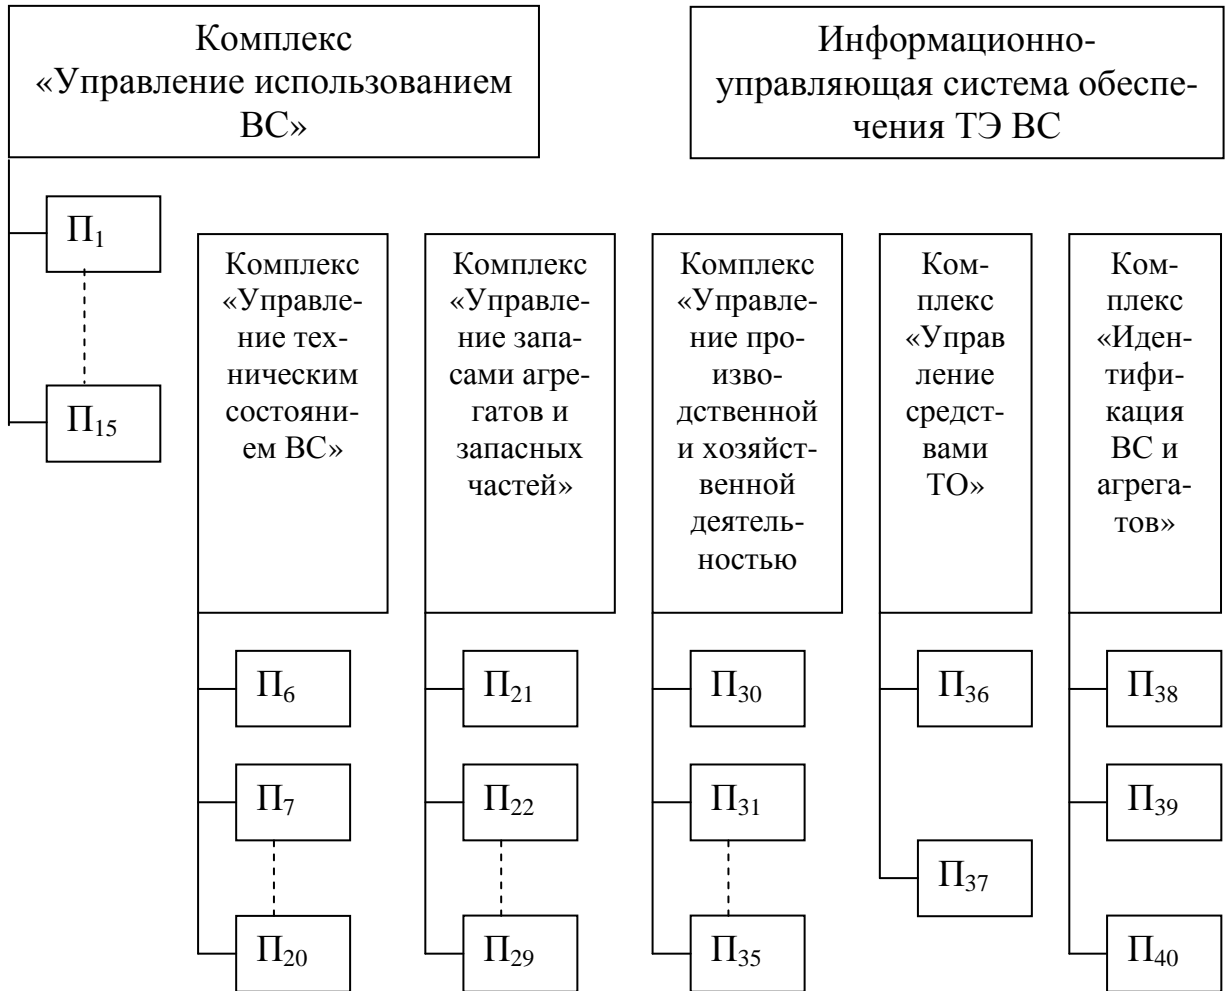 Комплекс
«Управление использованием
ВС»
Информационно-
управляющая система обеспе-
чения ТЭ ВС
П1
П15
Комплекс
«Управле-
ние тех-
ническим
состояни-
ем ВС»
Комплекс
«Управле-
ние запа-
сами агре-
гатов и
запасных
частей»
Комплекс
«Управле-
ние про-
изво-
дственной
и хозяйст-
венной
деятель-
ностью
Ком-
плекс
«Управ
ление
средст-
вами
ТО»
Ком-
плекс
«Иден-
тифи-
кация
ВС и
агрега-
тов»
П6
П7
П20
П21
П22
П29
П30
П31
П35
П36
П37
П38
П39
П40